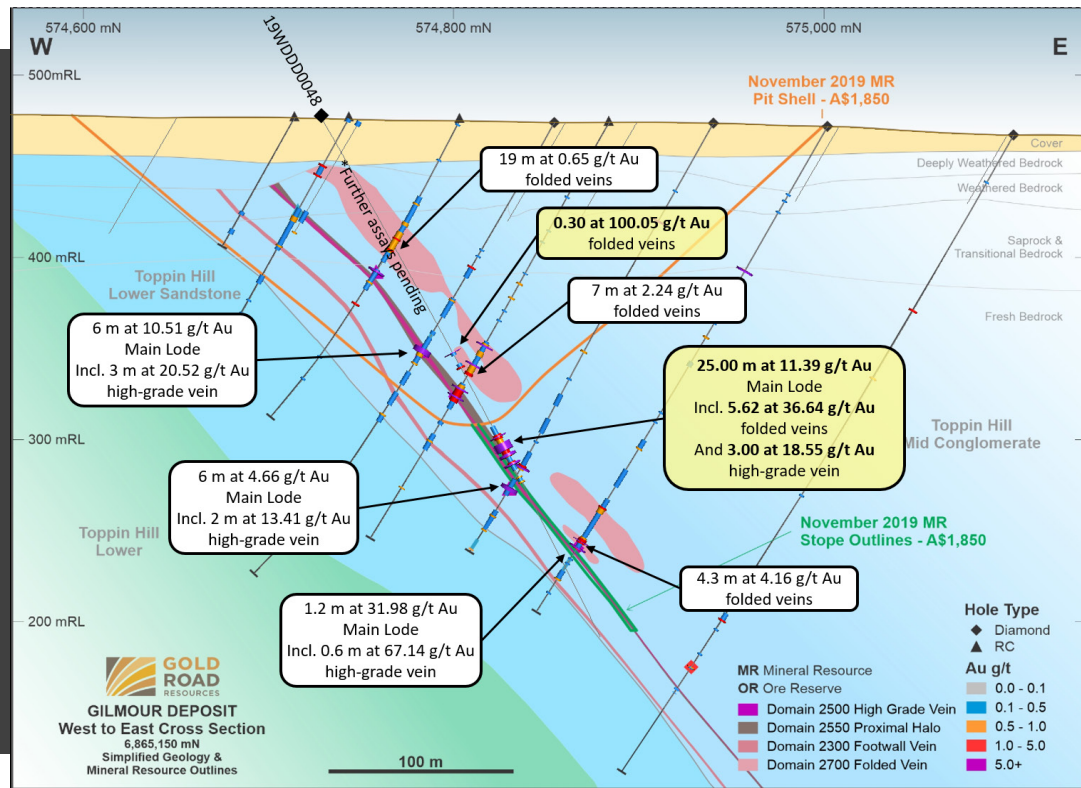 574,600 mN
574,800 mN
575,000 mN
W
E
500mRL
400 mRL
300 mRL
200 mRL
19WDDD0048
*Further assays pending
November 2019 MR
Pit Shell - A$1,850
Cover
Deeply Weathered Bedrock
Weathered Bedrock
Saprock &
Transitional Bedrock
Fresh Bedrock
19 m at 0.65 g/t Au
folded veins
0.30 at 100.05 g/t Au
folded veins
7 m at 2.24 g/t Au
folded veins
Toppin Hill
Lower Sandstone
6 m at 10.51 g/t Au
Main Lode
Incl. 3 m at 20.52 g/t Au
high-grade vein
25.00 m at 11.39 g/t Au
Main Lode
Incl. 5.62 at 36.64 g/t Au
folded veins
And 3.00 at 18.55 g/t Au
high-grade vein
Toppin Hill
Mid Conglomerate
6 m at 4.66 g/t Au
Main Lode
Incl. 2 m at 13.41 g/t Au
high-grade vein
Toppin Hill
Lower
November 2019 MR
Stope Outlines - A$1,850
4.3 m at 4.16 g/t Au
folded veins
1.2 m at 31.98 g/t Au
Main Lode
Incl. 0.6 m at 67.14 g/t Au
high-grade vein
GOLD
ROAD
RESOURCES
GILMOUR DEPOSIT
West to East Cross Section
6,865,150 mN
Simplified Geology &
Mineral Resource Outlines
100 m
MR Mineral Resource
OR Ore Reserve
Domain 2500 High Grade Vein
Domain 2550 Proximal Halo
Domain 2300 Footwall Vein
Domain 2700 Folded Vein
Hole Type
Diamond
RC
Au g/t
0.0 - 0.1
0.1 - 0.5
0.5 - 1.0
1.0 - 5.0
5.0+